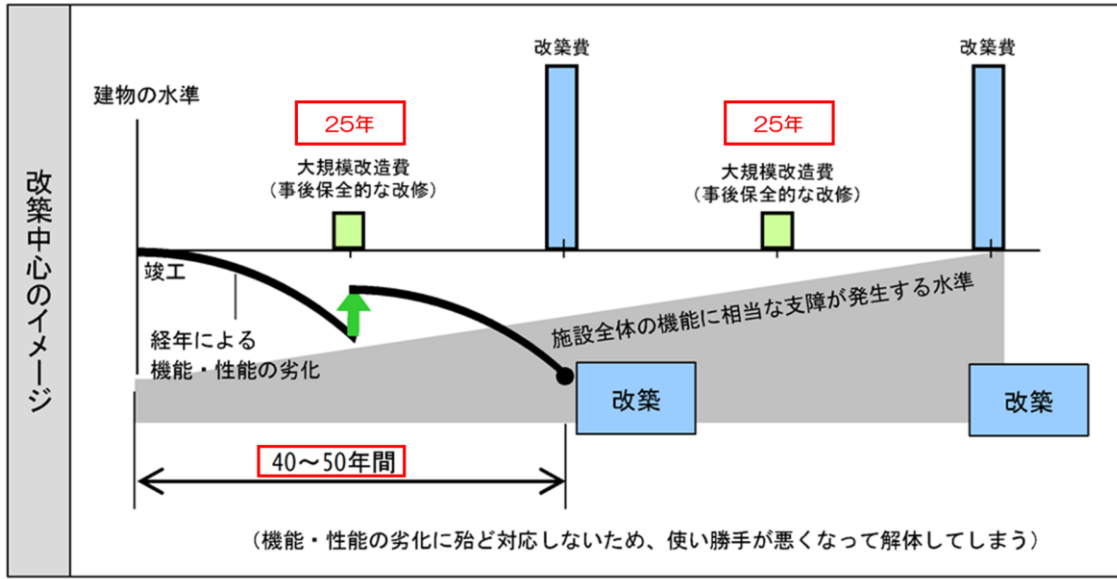 改築中心のイメージ
建物の水準
改築費
改築費
25年
25年
大規模改造費
（事後保全的な改修）
大規模改造費
（事後保全的な改修）
竣工
経年による
機能・性能の劣化
施設全体の機能に相当な支障が発生する水準
改築
改築
40～50年間
（機能・性能の劣化に殆ど対応しないため、使い勝手が悪くなって解体してしまう）